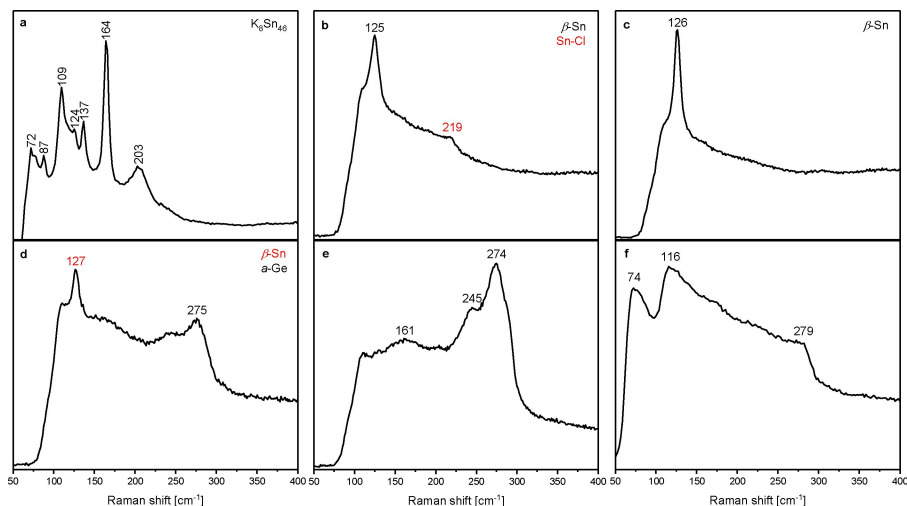 a
K₈Sn₄₆
72
87
109
124
137
164
203
b
β-Sn
Sn-Cl
125
219
c
β-Sn
126
d
β-Sn
a-Ge
127
275
e
161
245
274
f
74
116
279
50 100 150 200 250 300 350 400
50 100 150 200 250 300 350 400
50 100 150 200 250 300 350 400
Raman shift [cm⁻¹]
Raman shift [cm⁻¹]
Raman shift [cm⁻¹]